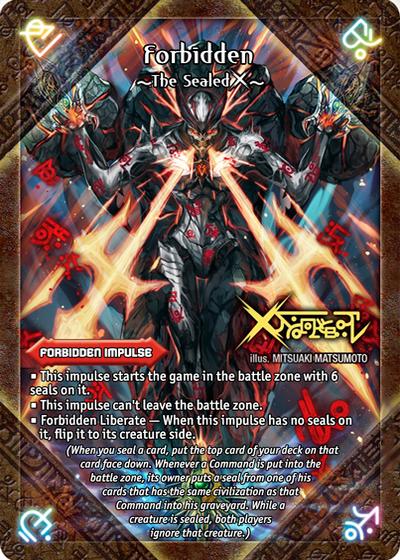 Forbidden
~The Sealed X~
illus. MITSUAKI MATSUMOTO
FORBIDDEN IMPULSE
▪ This impulse starts the game in the battle zone with 6
seals on it.
▪ This impulse can't leave the battle zone.
▪ Forbidden Liberate — When this impulse has no seals on
it, flip it to its creature side.
(When you seal a card, put the top card of your deck on that
card face down. Whenever a Command is put into the
battle zone, its owner puts a seal from one of his
cards that has the same civilization as that
Command into his graveyard. While a
creature is sealed, both players
ignore that creature.)